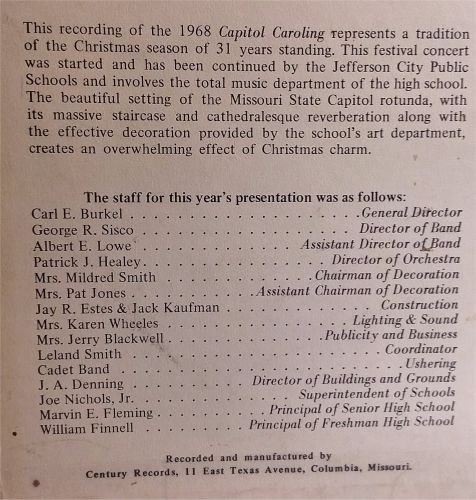 This recording of the 1968 Capitol Caroling represents a tradition
of the Christmas season of 31 years standing. This festival concert
was started and has been continued by the Jefferson City Public
Schools and involves the total music department of the high school.
The beautiful setting of the Missouri State Capitol rotunda, with
its massive staircase and cathedralesque reverberation along with
the effective decoration provided by the school's art department,
creates an overwhelming effect of Christmas charm.
The staff for this year's presentation was as follows:
Carl E. Burkel . . . . . . . . . . . . . . . . . . . General Director
George R. Sisco . . . . . . . . . . . . . . . . . . Director of Band
Albert E. Lowe . . . . . . . . . . . . . Assistant Director of Band
Patrick J. Healey. . . . . . . . . . . . . . . Director of Orchestra
Mrs. Mildred Smith . . . . . . . . . . . . . Chairman of Decoration
Mrs. Pat Jones . . . . . . . . . . Assistant Chairman of Decoration
Jay R. Estes & Jack Kaufman . . . . . . . . . . . . . Construction
Mrs. Karen Wheeles . . . . . . . . . . . . . . . . Lighting & Sound
Mrs. Jerry Blackwell . . . . . . . . . . . . . Publicity and Business
Leland Smith . . . . . . . . . . . . . . . . . . . . . Coordinator
Cadet Band . . . . . . . . . . . . . . . . . . . . . . . Ushering
J. A. Denning . . . . . . . . . Director of Buildings and Grounds
Joe Nichols, Jr. . . . . . . . . . . . . . Superintendent of Schools
Marvin E. Fleming . . . . . . . . . . Principal of Senior High School
William Finnell . . . . . . . . . Principal of Freshman High School
Recorded and manufactured by
Century Records, 11 East Texas Avenue, Columbia, Missouri.